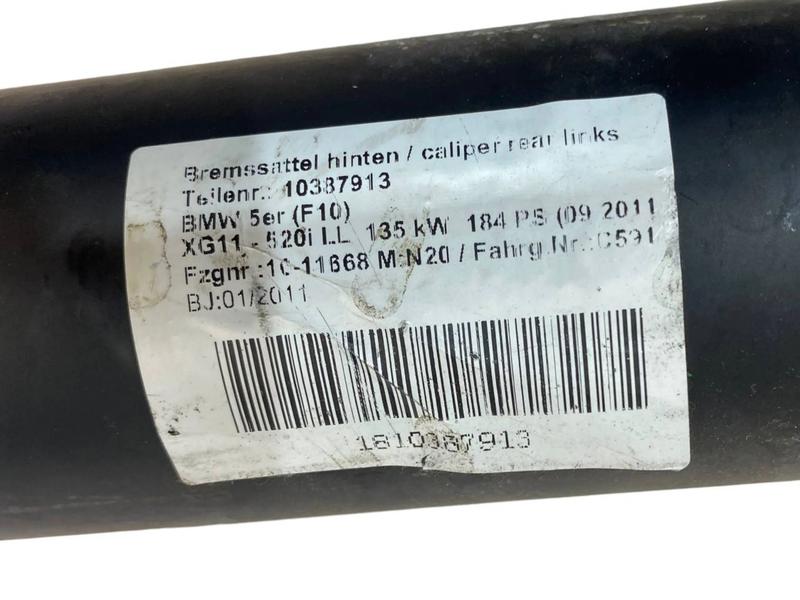 Bremssattel hinten / caliper rear links
Teilenr.: 10387913
BMW 5er (F10)
XG11 - 520i LL 135 kW 184 PS (09.2011
Fzgnr.:10-11668 M:N20 / Fahrg.Nr.:C591
BJ:01/2011
1810387913